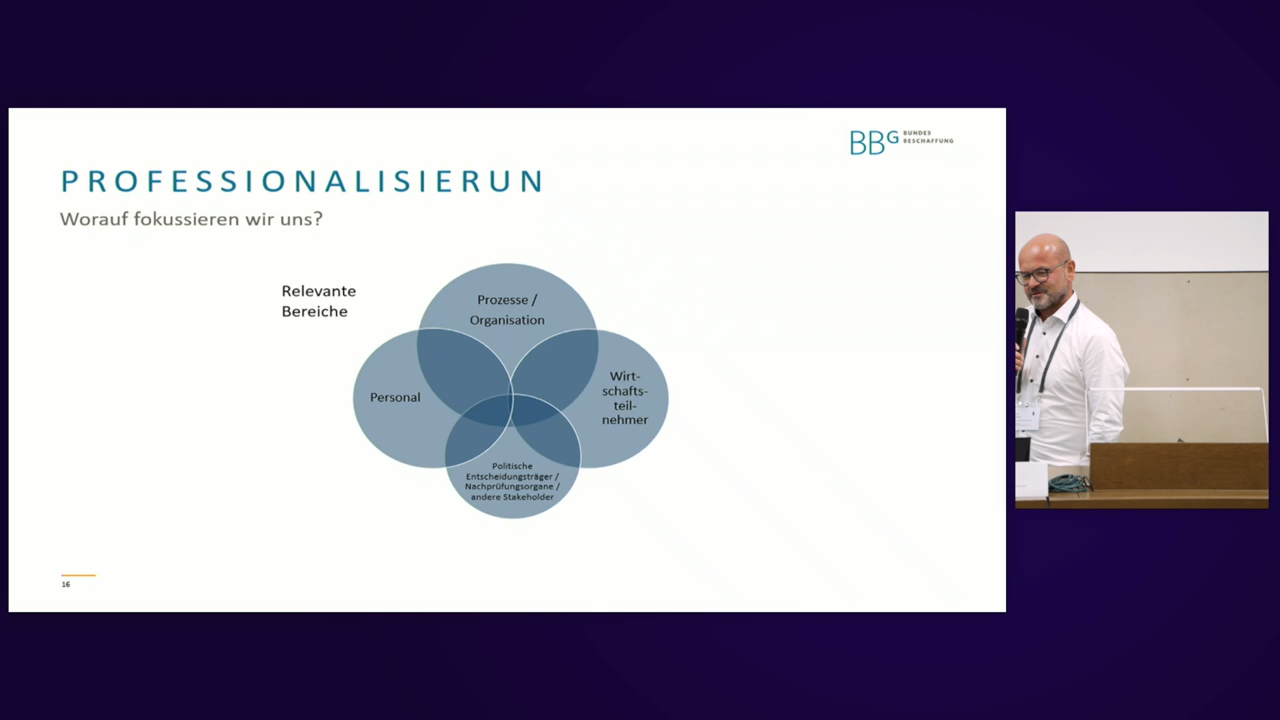 BBG BUNDES
BESCHAFFUNG
PROFESSIONALISIERUN
Worauf fokussieren wir uns?
Relevante
Bereiche
Prozesse /
Organisation
Personal
Wirt-
schafts-
teil-
nehmer
Politische
Entscheidungsträger /
Nachprüfungsorgane /
andere Stakeholder
16